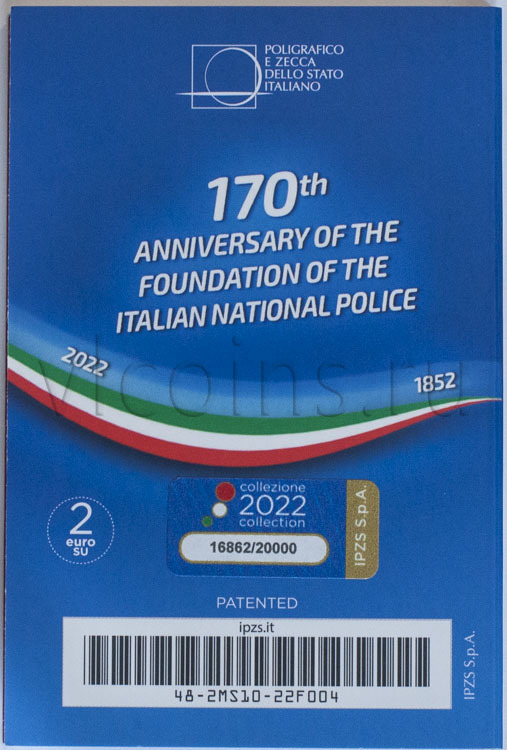 POLIGRAFICO
E ZECCA
DELLO STATO
ITALIANO
170th
ANNIVERSARY OF THE
FOUNDATION OF THE
ITALIAN NATIONAL POLICE
2022
1852
vlcoins.ru
collezione
2022
collection
16862/20000
IPZS S.p.A.
2
euro
SU
PATENTED
ipzs.it
48-2MS10-22F004
IPZS S.p.A.